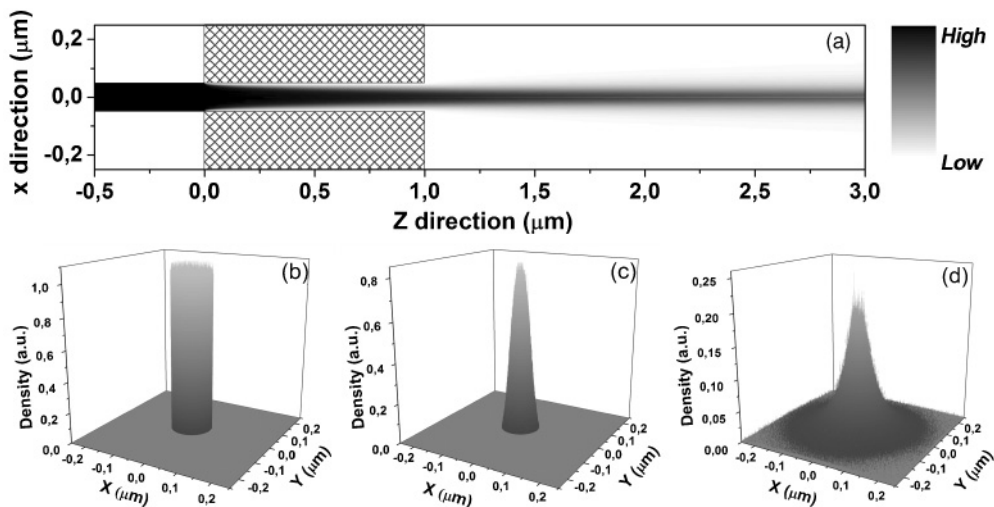 0,2
0,0
-0,2
x direction (μm)
(a)
High
Low
-0,5 0,0 0,5 1,0 1,5 2,0 2,5 3,0
Z direction (μm)
(b)
1,0
0,8
0,6
0,4
0,2
0,0
Density (a.u.)
-0,2 -0,1 0,0 0,1 0,2
X (μm)
-0,2 -0,1 0,0 0,1 0,2
Y (μm)
(c)
0,8
0,6
0,4
0,2
0,0
Density (a.u.)
-0,2 -0,1 0,0 0,1 0,2
X (μm)
-0,2 -0,1 0,0 0,1 0,2
Y (μm)
(d)
0,25
0,20
0,15
0,10
0,05
0,00
Density (a.u.)
-0,2 -0,1 0,0 0,1 0,2
X (μm)
-0,2 -0,1 0,0 0,1 0,2
Y (μm)